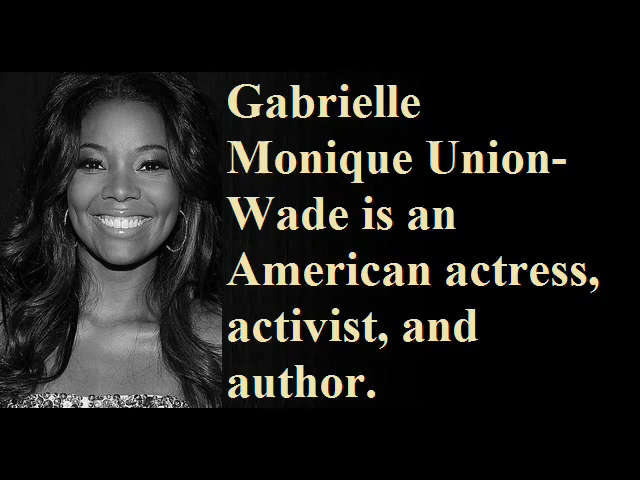 Gabrielle
Monique Union-
Wade is an
American actress,
activist, and
author.